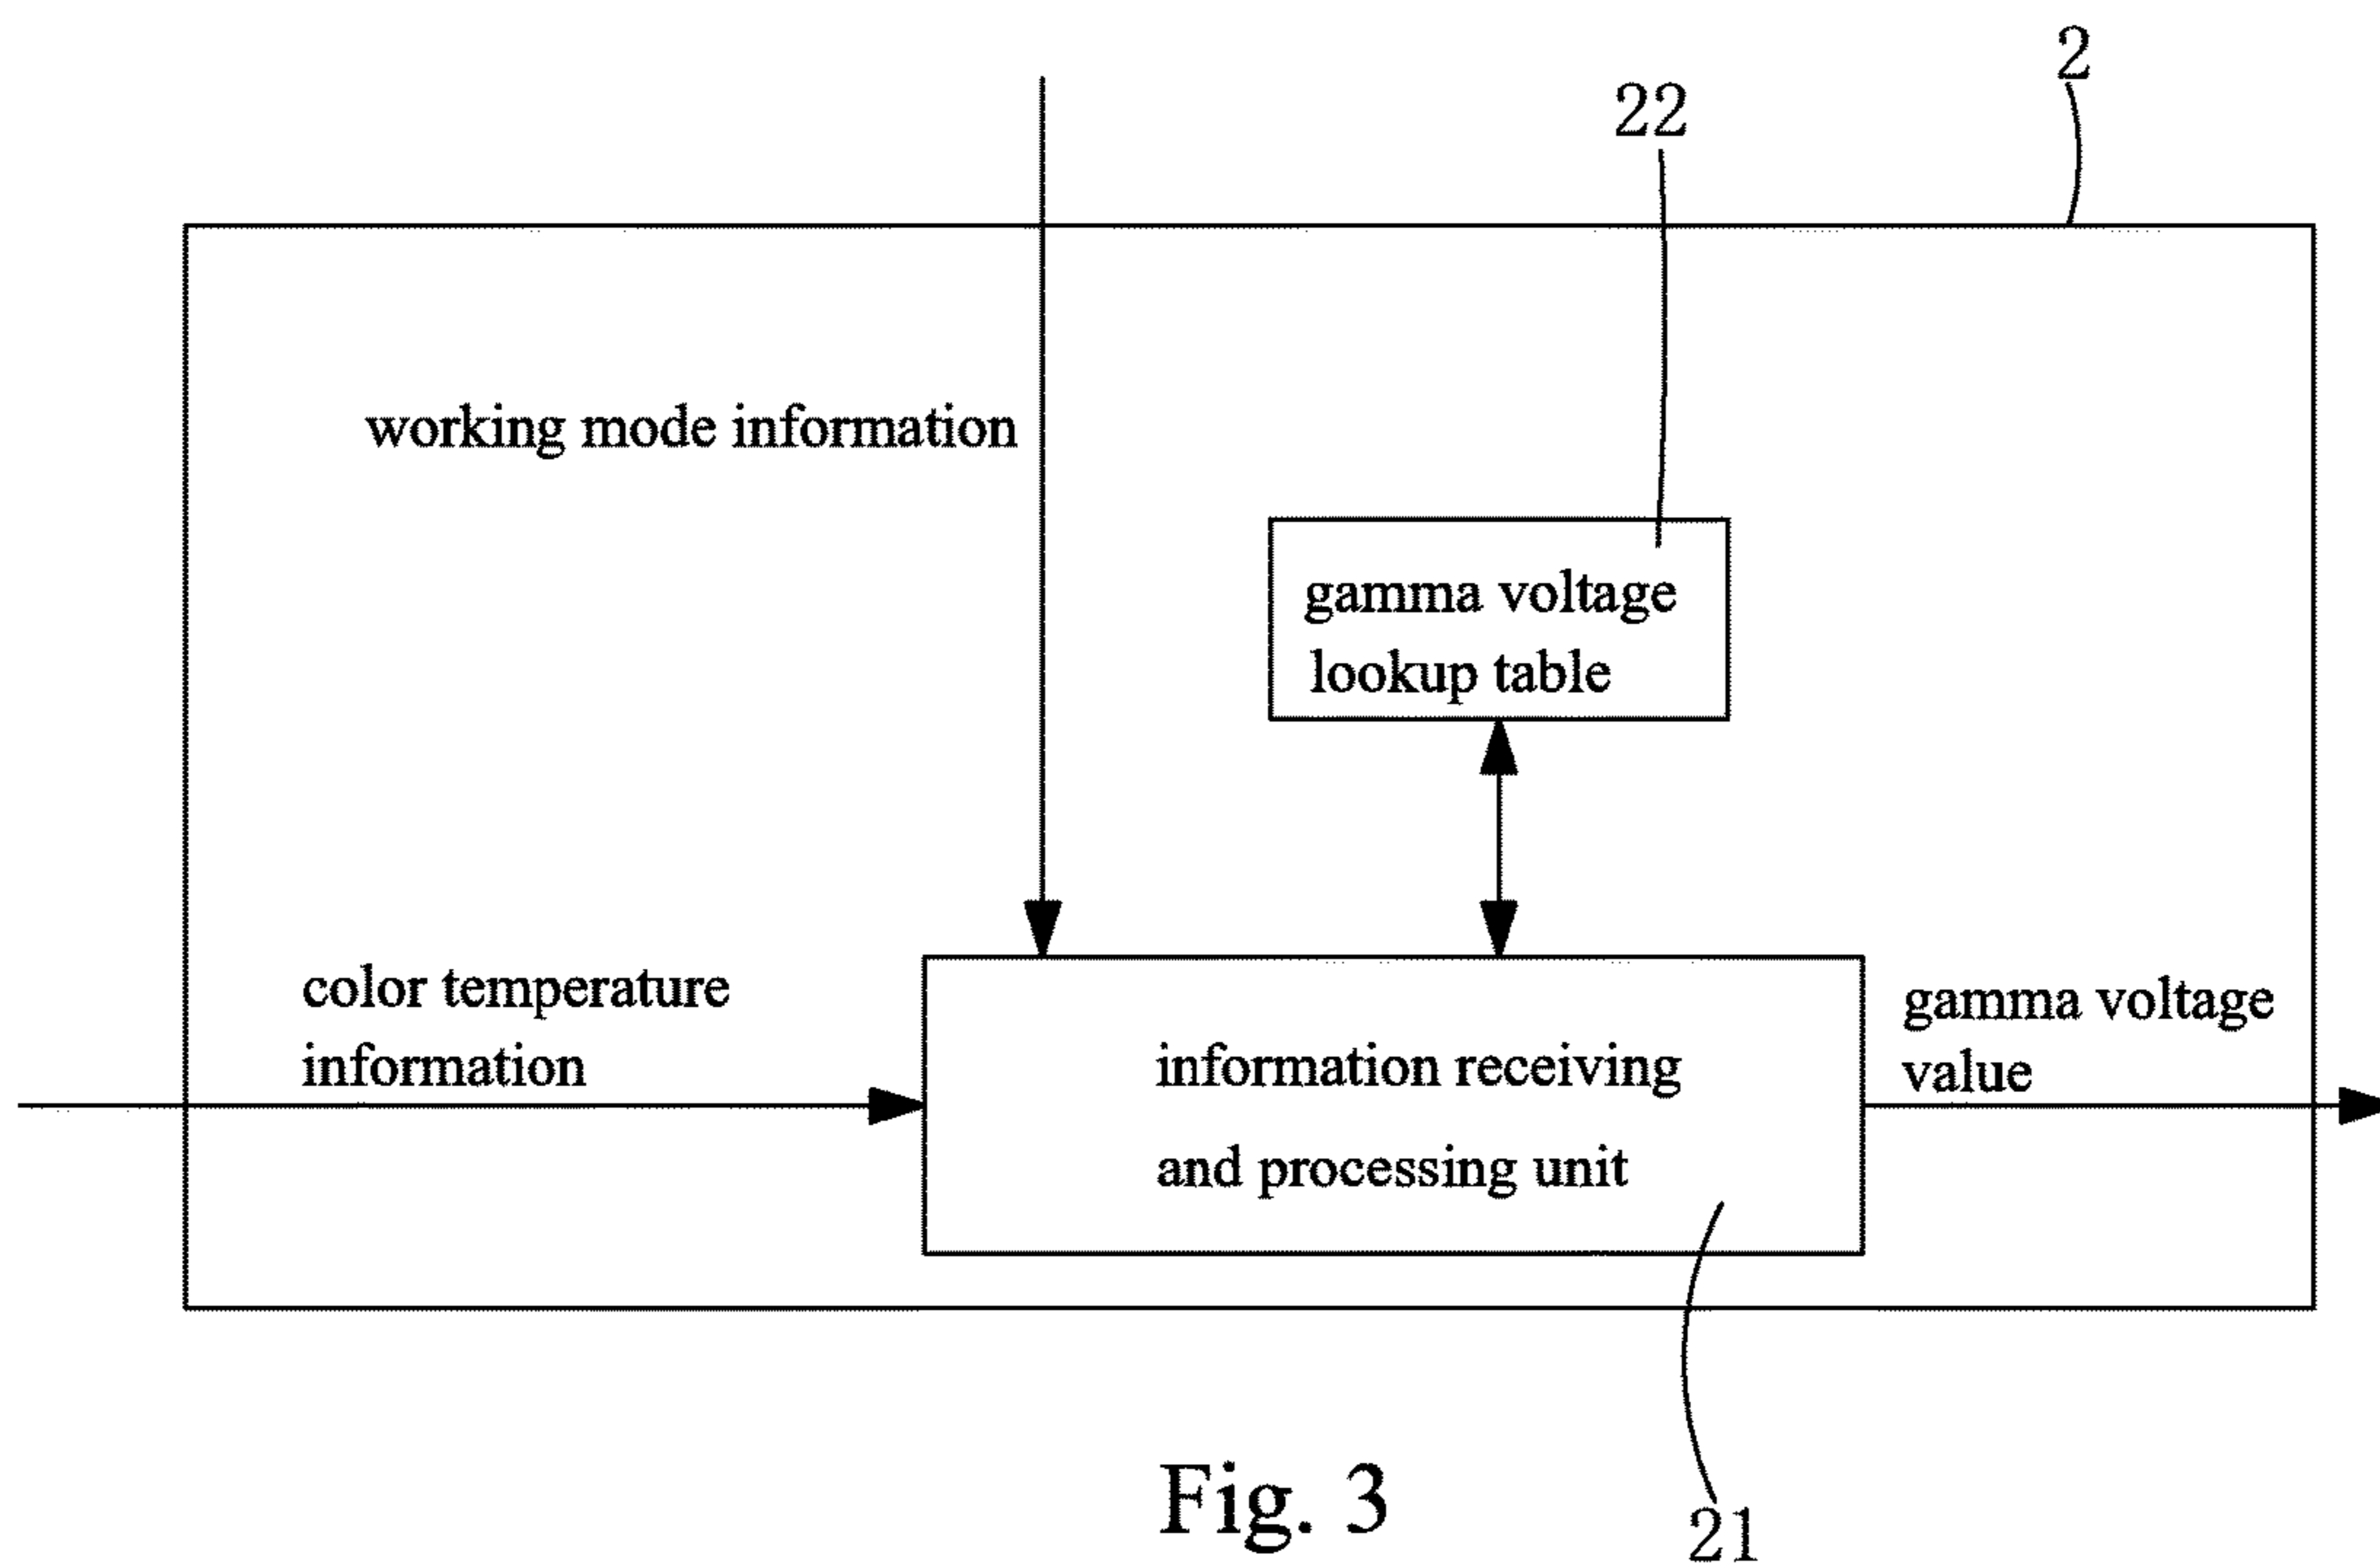 2
22
working mode information
gamma voltage
lookup table
color temperature
information
information receiving
and processing unit
gamma voltage
value
Fig. 3
21